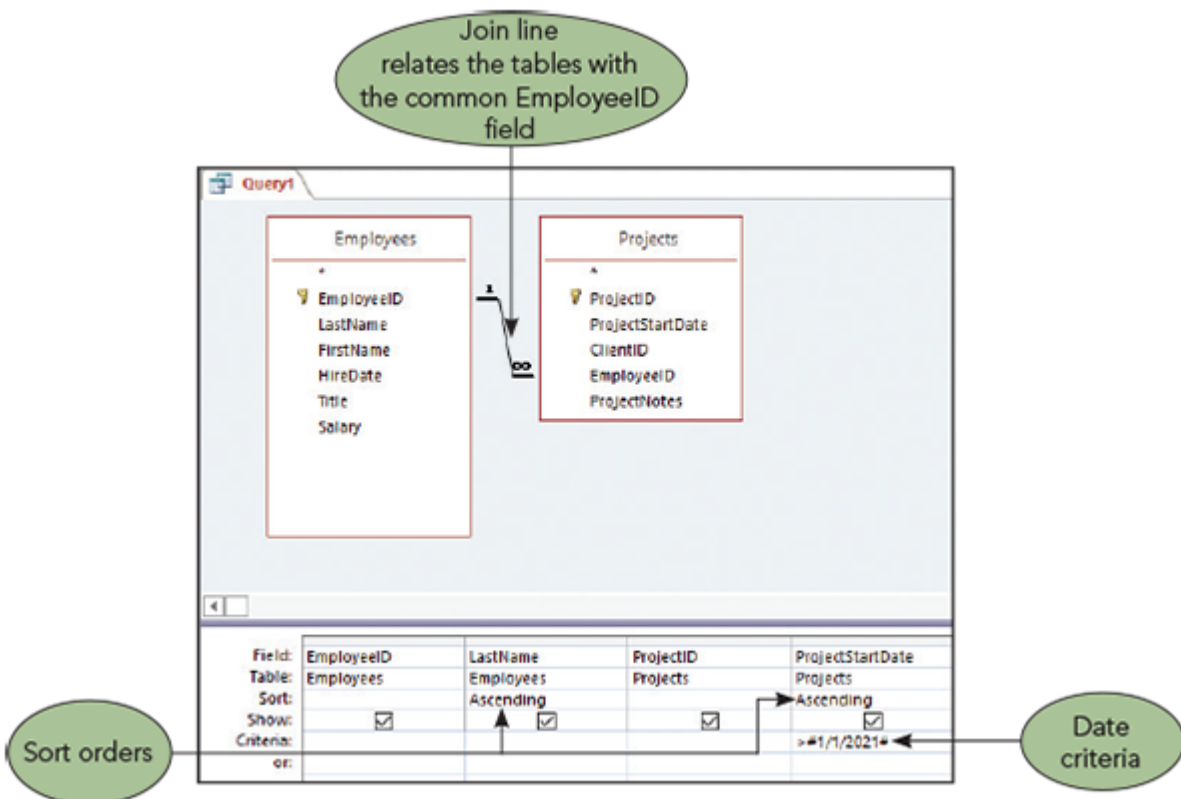 Join line
relates the tables with
the common EmployeeID
field
Query1
Employees
*
EmployeeID
LastName
FirstName
HireDate
Title
Salary
1
∞
Projects
*
ProjectID
ProjectStartDate
ClientID
EmployeeID
ProjectNotes
Field: EmployeeID LastName ProjectID ProjectStartDate
Table: Employees Employees Projects Projects
Sort: Ascending Ascending
Show:
Criteria: >#1/1/2021#
or:
Sort orders
Date
criteria